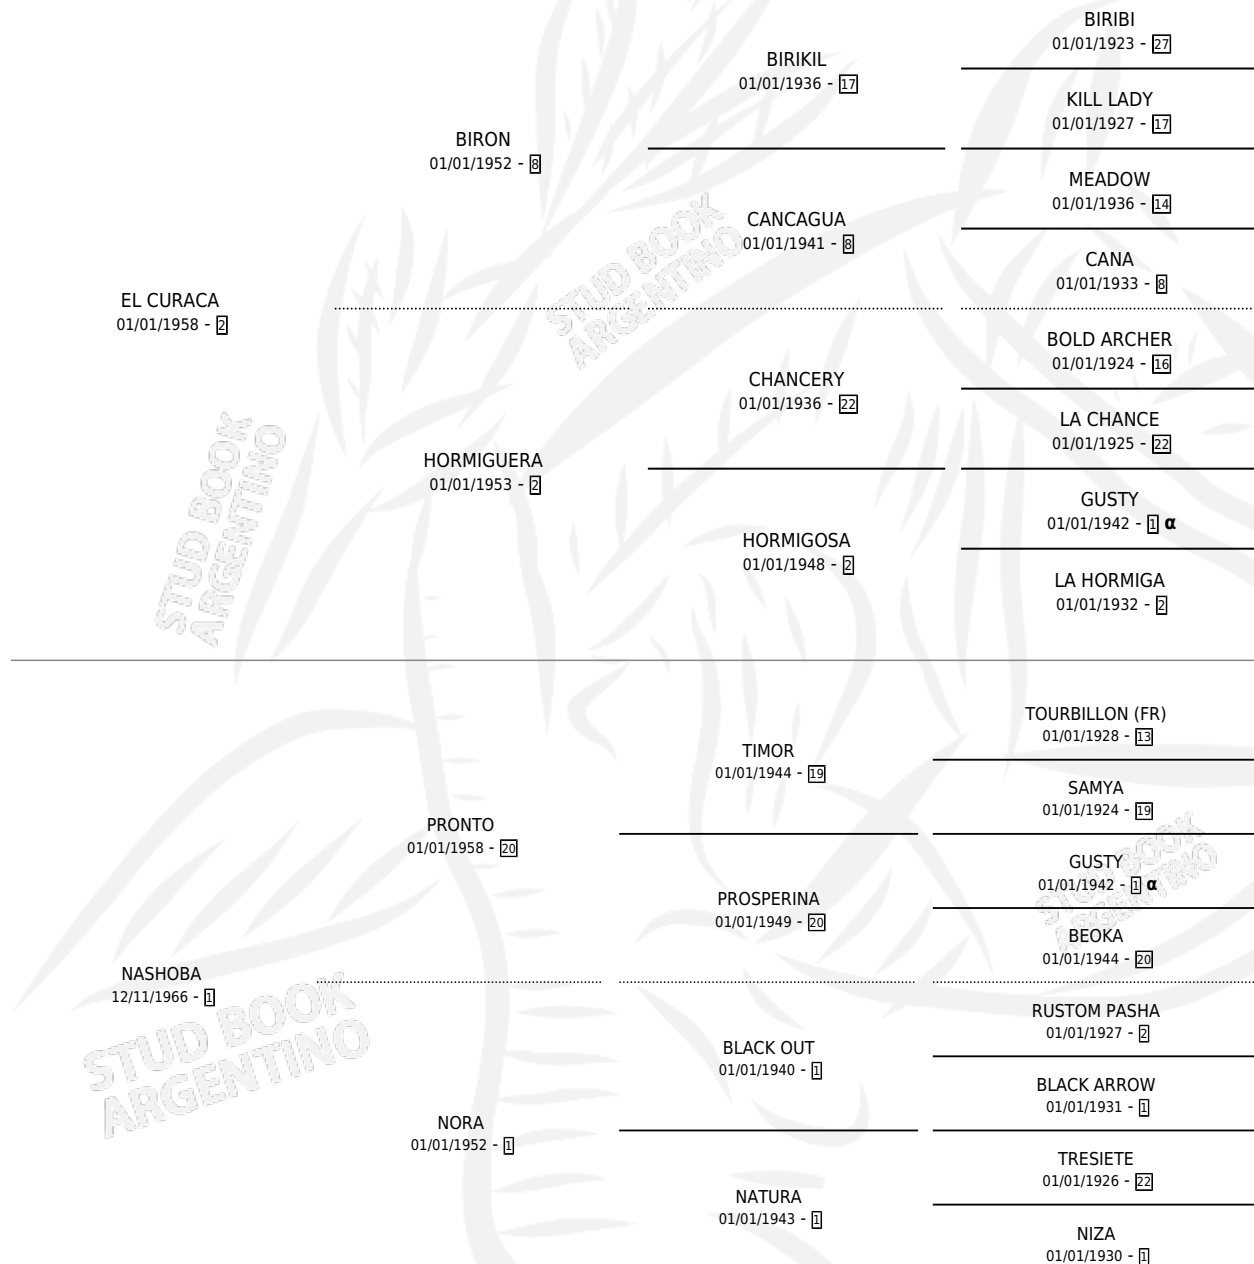 BIRIBI
01/01/1923 - 27
BIRIKIL
01/01/1936 - 17
KILL LADY
01/01/1927 - 17
BIRON
01/01/1952 - 8
MEADOW
01/01/1936 - 14
CANCAGUA
01/01/1941 - 8
CANA
01/01/1933 - 8
EL CURACA
01/01/1958 - 2
BOLD ARCHER
01/01/1924 - 16
CHANCERY
01/01/1936 - 22
LA CHANCE
01/01/1925 - 22
HORMIGUERA
01/01/1953 - 2
GUSTY
01/01/1942 - 1 α
HORMIGOSA
01/01/1948 - 2
LA HORMIGA
01/01/1932 - 2
TOURBILLON (FR)
01/01/1928 - 13
TIMOR
01/01/1944 - 19
SAMYA
01/01/1924 - 19
PRONTO
01/01/1958 - 20
GUSTY
01/01/1942 - 1 α
PROSPERINA
01/01/1949 - 20
BEOKA
01/01/1944 - 20
NASHOBA
12/11/1966 - 1
RUSTOM PASHA
01/01/1927 - 2
BLACK OUT
01/01/1940 - 1
BLACK ARROW
01/01/1931 - 1
NORA
01/01/1952 - 1
TRESIETE
01/01/1926 - 22
NATURA
01/01/1943 - 1
NIZA
01/01/1930 - 1
STUD BOOK
ARGENTINO
STUD BOOK
ARGENTINO
STUD BOOK
ARGENTINO
STUD BOOK
ARGENTINO